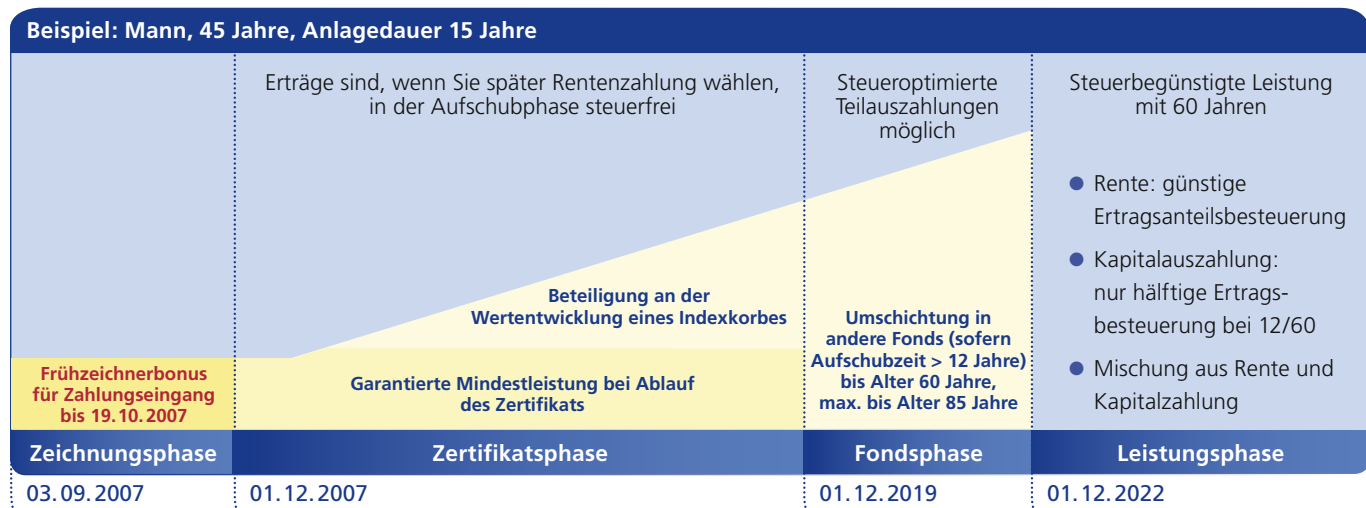 Beispiel: Mann, 45 Jahre, Anlagedauer 15 Jahre
Erträge sind, wenn Sie später Rentenzahlung wählen,
in der Aufschubphase steuerfrei
Steueroptimierte
Teilauszahlungen
möglich
Steuerbegünstigte Leistung
mit 60 Jahren
● Rente: günstige
Ertragsanteilsbesteuerung
● Kapitalauszahlung:
nur hälftige Ertrags-
besteuerung bei 12/60
● Mischung aus Rente und
Kapitalzahlung
Beteiligung an der
Wertentwicklung eines Indexkorbes
Umschichtung in
andere Fonds (sofern
Aufschubzeit > 12 Jahre)
bis Alter 60 Jahre,
max. bis Alter 85 Jahre
Frühzeichnerbonus
für Zahlungseingang
bis 19.10.2007
Garantierte Mindestleistung bei Ablauf
des Zertifikats
Zeichnungsphase
Zertifikatsphase
Fondsphase
Leistungsphase
03.09.2007
01.12.2007
01.12.2019
01.12.2022